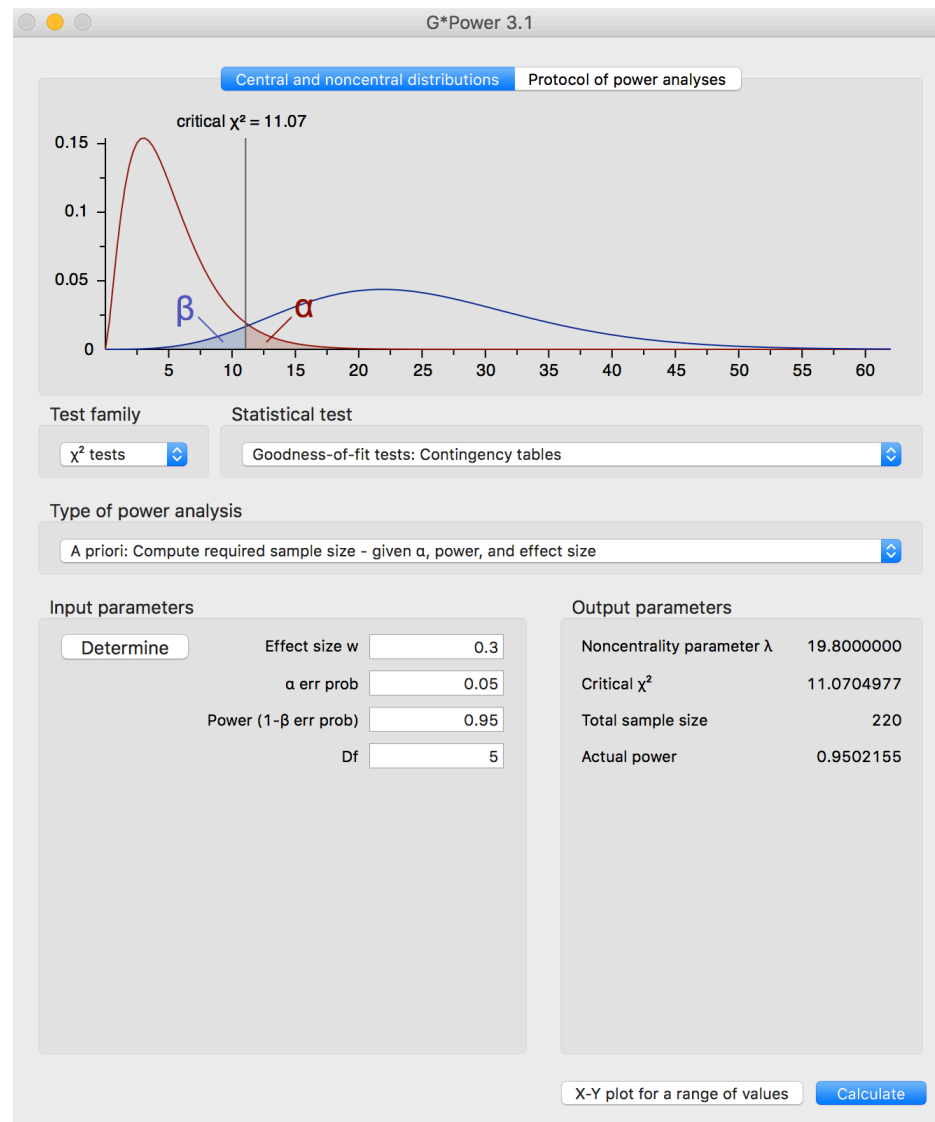 G*Power 3.1
Central and noncentral distributions Protocol of power analyses
critical χ² = 11.07
0.15
0.1
0.05
0
β
α
5 10 15 20 25 30 35 40 45 50 55 60
Test family Statistical test
χ² tests Goodness-of-fit tests: Contingency tables
Type of power analysis
A priori: Compute required sample size - given α, power, and effect size
Input parameters Output parameters
Determine Effect size w 0.3 Noncentrality parameter λ 19.8000000
α err prob 0.05 Critical χ² 11.0704977
Power (1-β err prob) 0.95 Total sample size 220
Df 5 Actual power 0.9502155
X-Y plot for a range of values Calculate